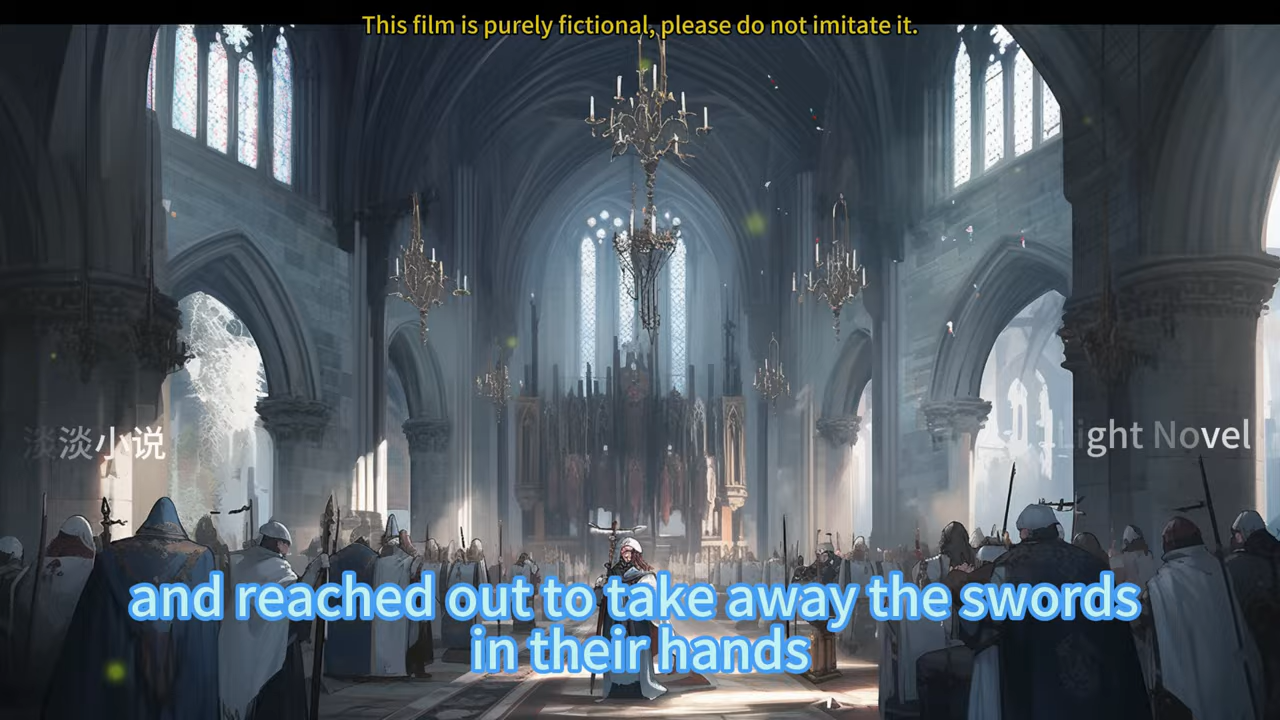 This film is purely fictional, please do not imitate it.
淡淡小说
ight Novel
and reached out to take away the swords
in their hands